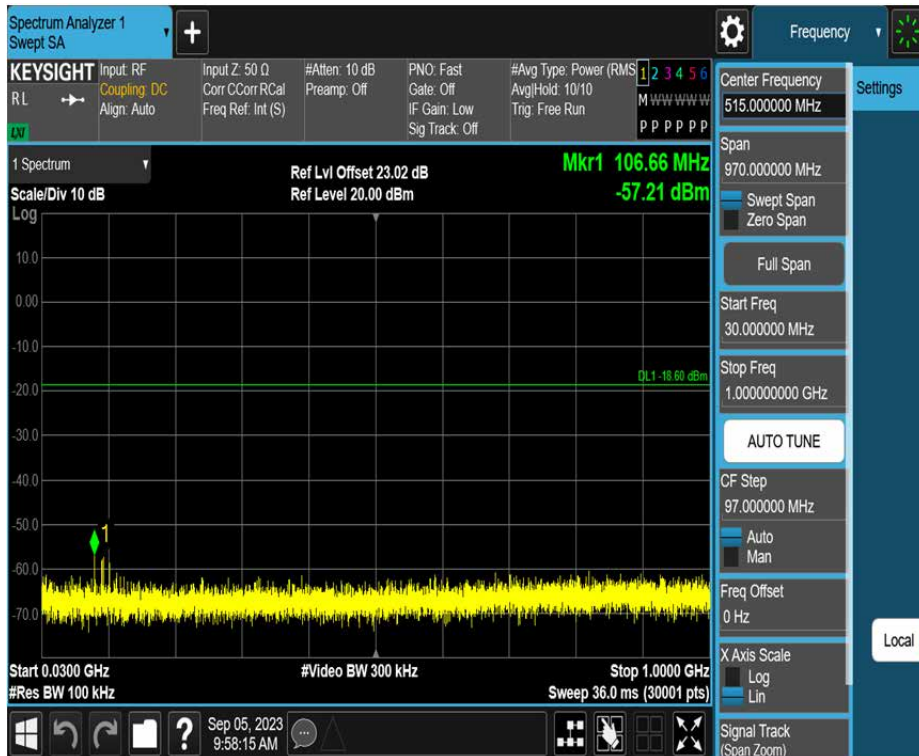 Spectrum Analyzer 1
Swept SA
+
Frequency
KEYSIGHT
Input: RF
Coupling: DC
Align: Auto
Input Z: 50 Ω
Corr CCorr RCal
Freq Ref: Int (S)
#Atten: 10 dB
Preamp: Off
PNO: Fast
Gate: Off
IF Gain: Low
Sig Track: Off
#Avg Type: Power (RMS
Avg|Hold: 10/10
Trig: Free Run
1 2 3 4 5 6
M W W W W W
P P P P P P
R L
LXI
1 Spectrum
Scale/Div 10 dB
Ref Lvl Offset 23.02 dB
Ref Level 20.00 dBm
Mkr1 106.66 MHz
-57.21 dBm
Log
10.0
0.00
-10.0
-20.0
-30.0
-40.0
-50.0
-60.0
-70.0
DL1 -18.60 dBm
1
Start 0.0300 GHz
#Res BW 100 kHz
#Video BW 300 kHz
Stop 1.0000 GHz
Sweep 36.0 ms (30001 pts)
?
Sep 05, 2023
9:58:15 AM
Center Frequency
515.000000 MHz
Span
970.000000 MHz
Swept Span
Zero Span
Full Span
Start Freq
30.000000 MHz
Stop Freq
1.000000000 GHz
AUTO TUNE
CF Step
97.000000 MHz
Auto
Man
Freq Offset
0 Hz
X Axis Scale
Log
Lin
Signal Track
(Span Zoom)
Settings
Local